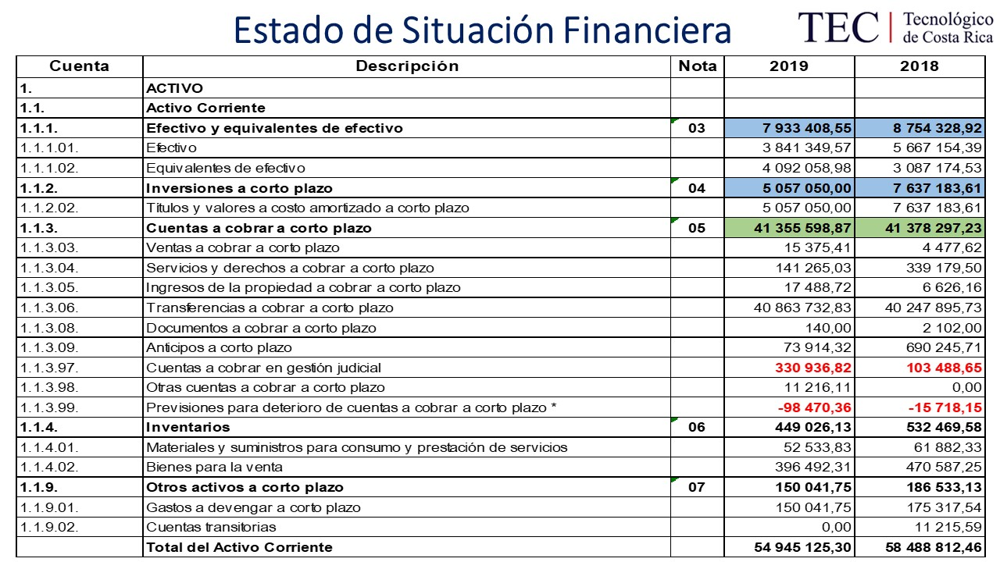 Estado de Situación Financiera
TEC | Tecnológico
de Costa Rica
Cuenta Descripción Nota 2019 2018
1. ACTIVO
1.1. Activo Corriente
1.1.1. Efectivo y equivalentes de efectivo 03 7 933 408,55 8 754 328,92
1.1.1.01. Efectivo 3 841 349,57 5 667 154,39
1.1.1.02. Equivalentes de efectivo 4 092 058,98 3 087 174,53
1.1.2. Inversiones a corto plazo 04 5 057 050,00 7 637 183,61
1.1.2.02. Títulos y valores a costo amortizado a corto plazo 5 057 050,00 7 637 183,61
1.1.3. Cuentas a cobrar a corto plazo 05 41 355 598,87 41 378 297,23
1.1.3.03. Ventas a cobrar a corto plazo 15 375,41 4 477,62
1.1.3.04. Servicios y derechos a cobrar a corto plazo 141 265,03 339 179,50
1.1.3.05. Ingresos de la propiedad a cobrar a corto plazo 17 488,72 6 626,16
1.1.3.06. Transferencias a cobrar a corto plazo 40 863 732,83 40 247 895,73
1.1.3.08. Documentos a cobrar a corto plazo 140,00 2 102,00
1.1.3.09. Anticipos a corto plazo 73 914,32 690 245,71
1.1.3.97. Cuentas a cobrar en gestión judicial 330 936,82 103 488,65
1.1.3.98. Otras cuentas a cobrar a corto plazo 11 216,11 0,00
1.1.3.99. Previsiones para deterioro de cuentas a cobrar a corto plazo * -98 470,36 -15 718,15
1.1.4. Inventarios 06 449 026,13 532 469,58
1.1.4.01. Materiales y suministros para consumo y prestación de servicios 52 533,83 61 882,33
1.1.4.02. Bienes para la venta 396 492,31 470 587,25
1.1.9. Otros activos a corto plazo 07 150 041,75 186 533,13
1.1.9.01. Gastos a devengar a corto plazo 150 041,75 175 317,54
1.1.9.02. Cuentas transitorias 0,00 11 215,59
Total del Activo Corriente 54 945 125,30 58 488 812,46